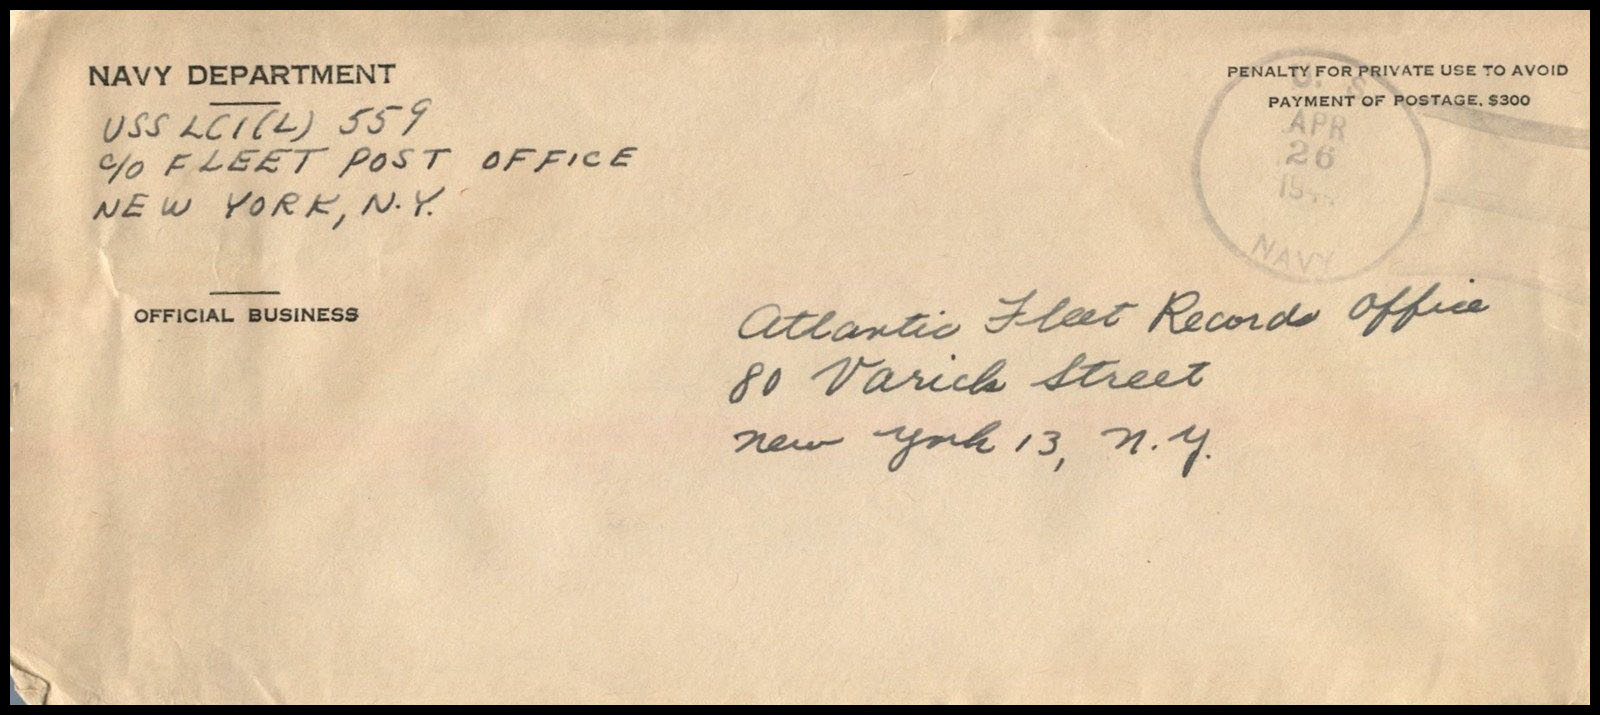 NAVY DEPARTMENT
USS LCI(L) 559
c/o FLEET POST OFFICE
NEW YORK, N.Y.
OFFICIAL BUSINESS
PENALTY FOR PRIVATE USE TO AVOID
PAYMENT OF POSTAGE, $300
U. S.
APR
26
NAVY
Atlantic Fleet Records Office
80 Varick Street
New York 13, N.Y.